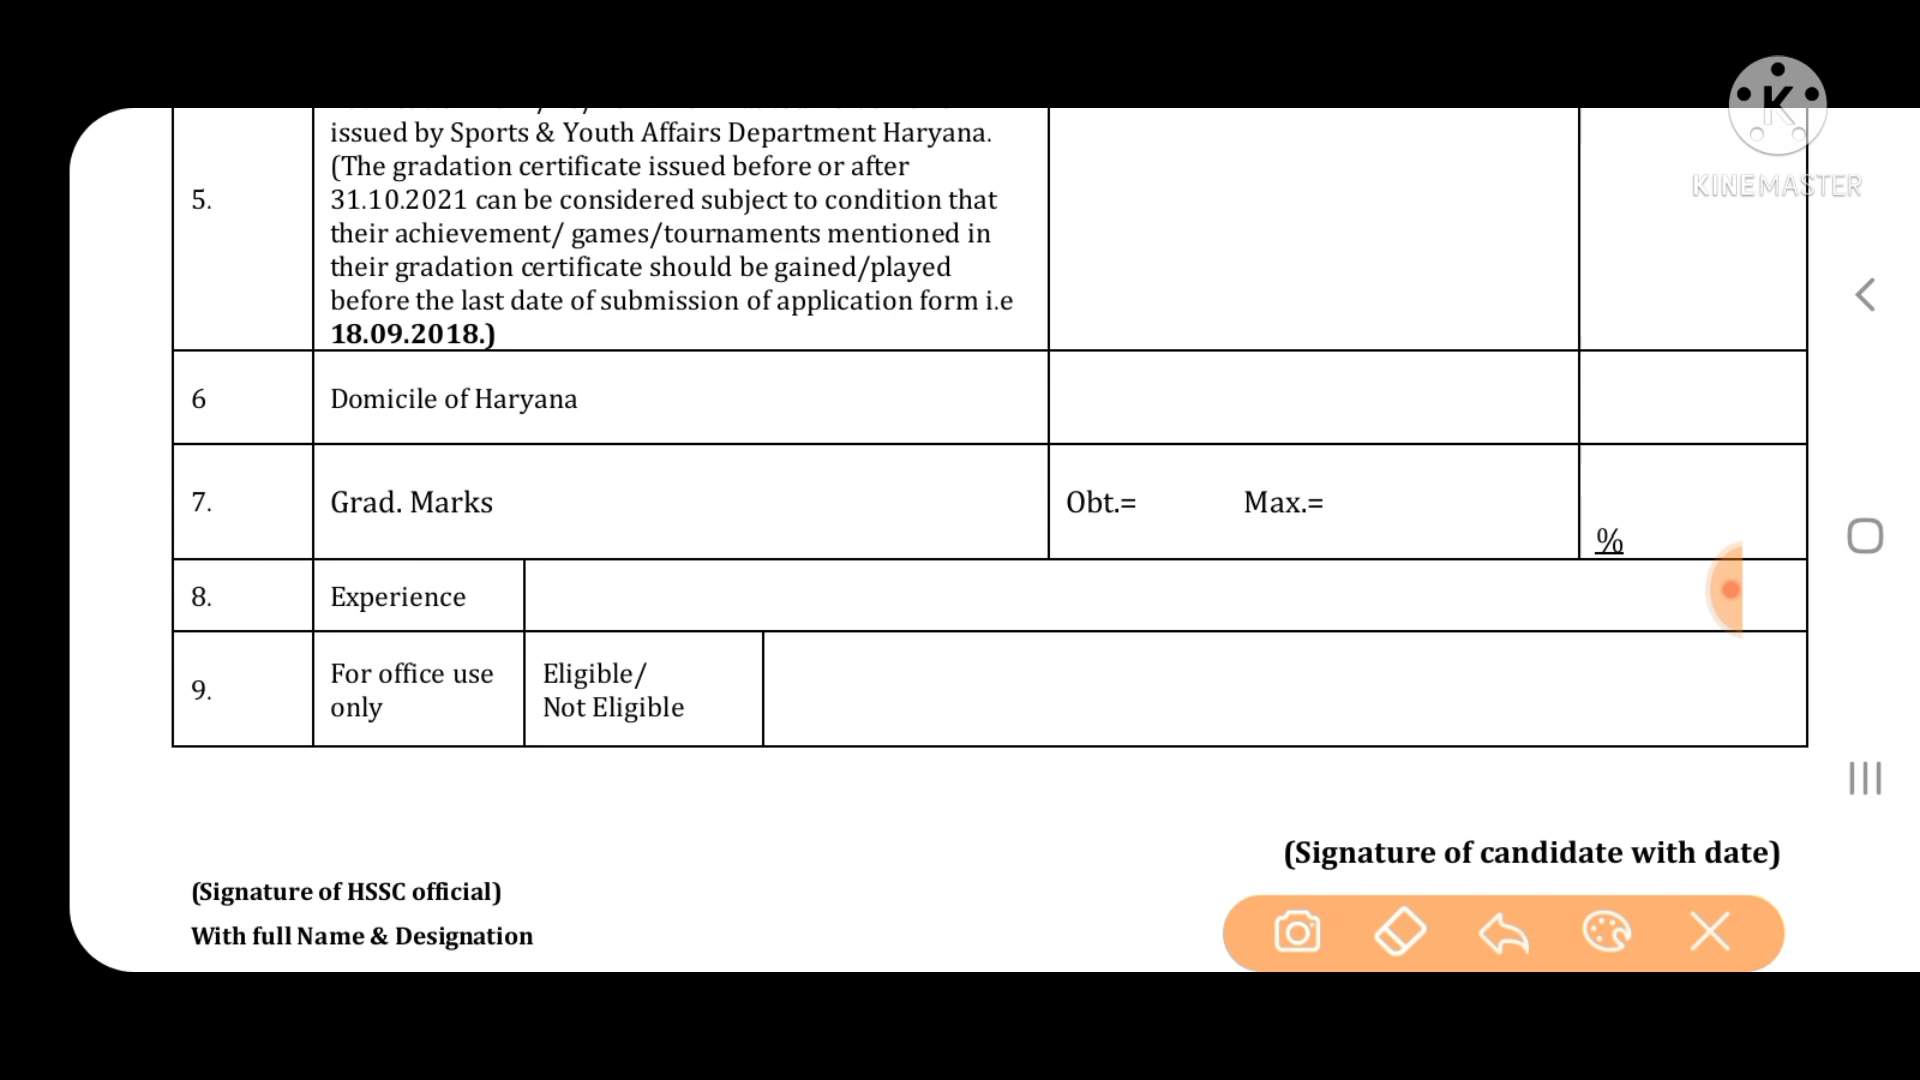 issued by Sports & Youth Affairs Department Haryana.
(The gradation certificate issued before or after
5.
31.10.2021 can be considered subject to condition that
their achievement/ games/tournaments mentioned in
their gradation certificate should be gained/played
before the last date of submission of application form i.e
18.09.2018.)
6 Domicile of Haryana
7. Grad. Marks Obt.= Max.=
%
8. Experience
9. For office use only Eligible/ Not Eligible
(Signature of candidate with date)
(Signature of HSSC official)
With full Name & Designation
K
KINEMASTER